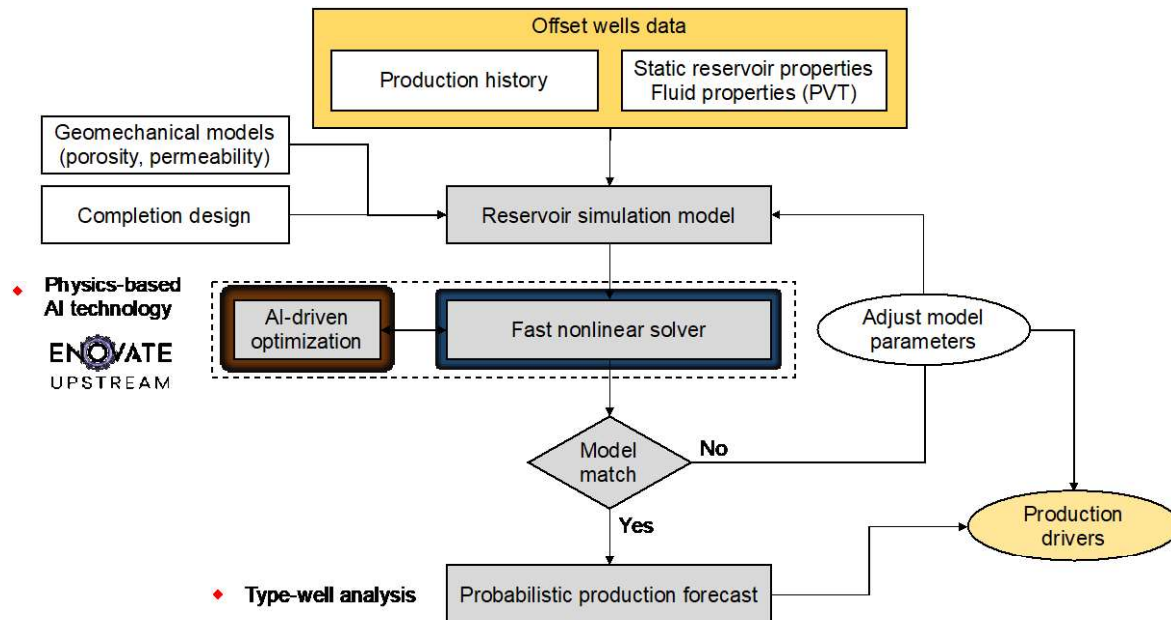 Offset wells data
Production history
Static reservoir properties
Fluid properties (PVT)
Geomechanical models
(porosity, permeability)
Completion design
Reservoir simulation model
Physics-based
AI technology
ENOVATE
UPSTREAM
AI-driven
optimization
Fast nonlinear solver
Adjust model
parameters
Model
match
No
Yes
Production
drivers
Type-well analysis
Probabilistic production forecast